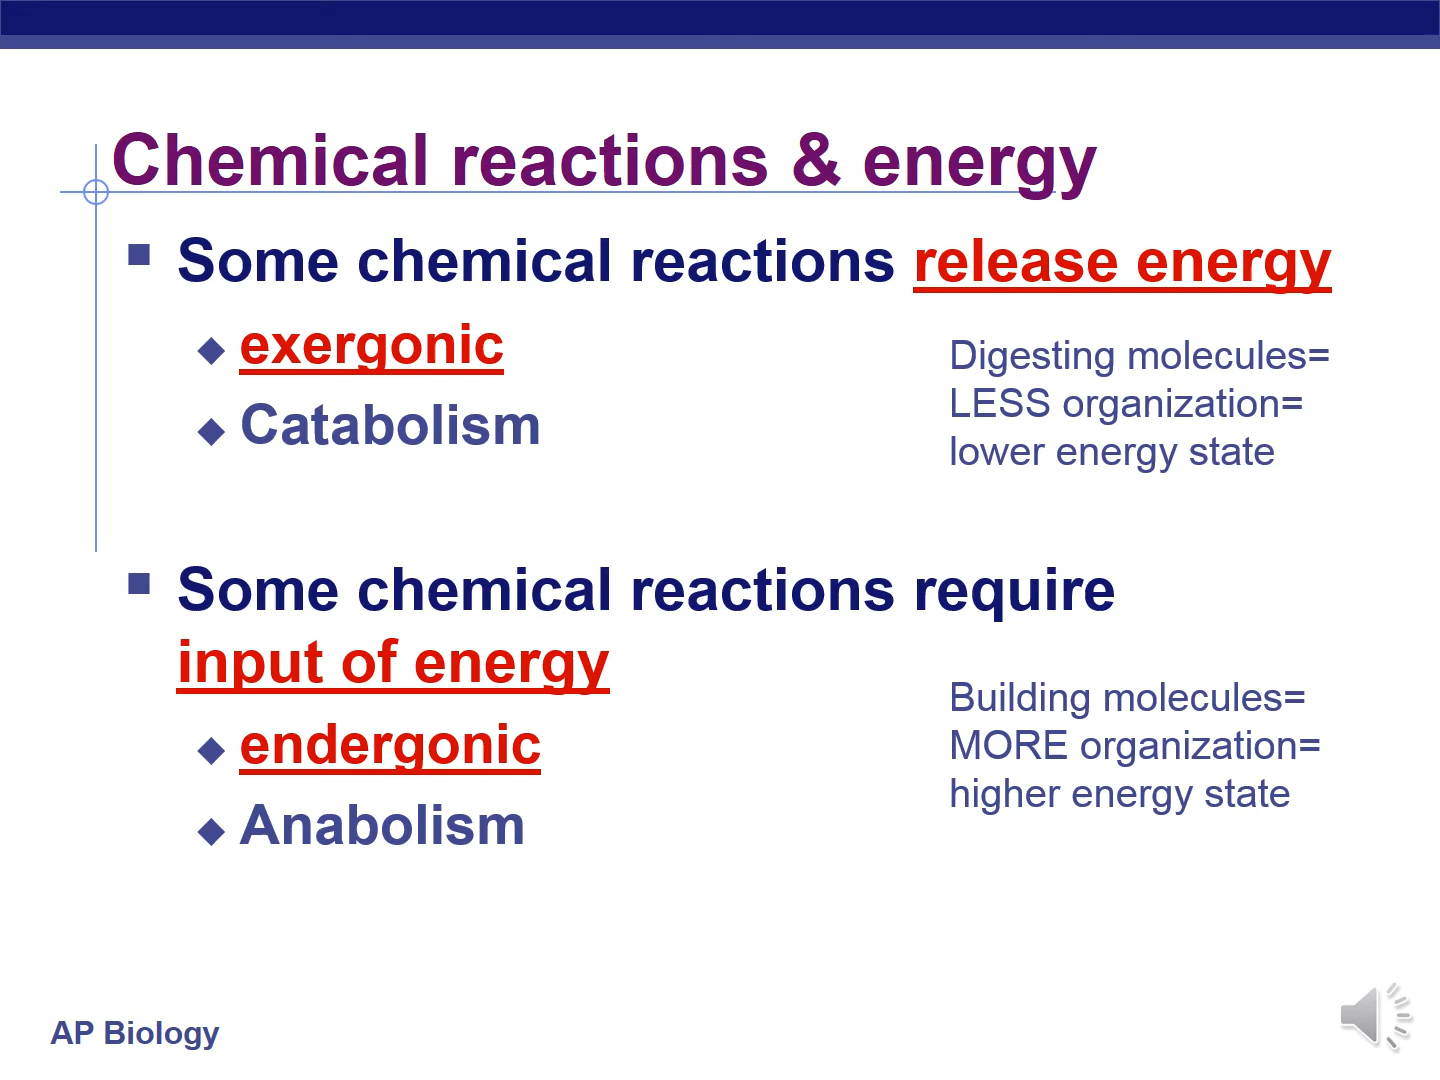 Chemical reactions & energy
Some chemical reactions release energy
exergonic
Catabolism
Digesting molecules=
LESS organization=
lower energy state
Some chemical reactions require
input of energy
endergonic
Anabolism
Building molecules=
MORE organization=
higher energy state
AP Biology